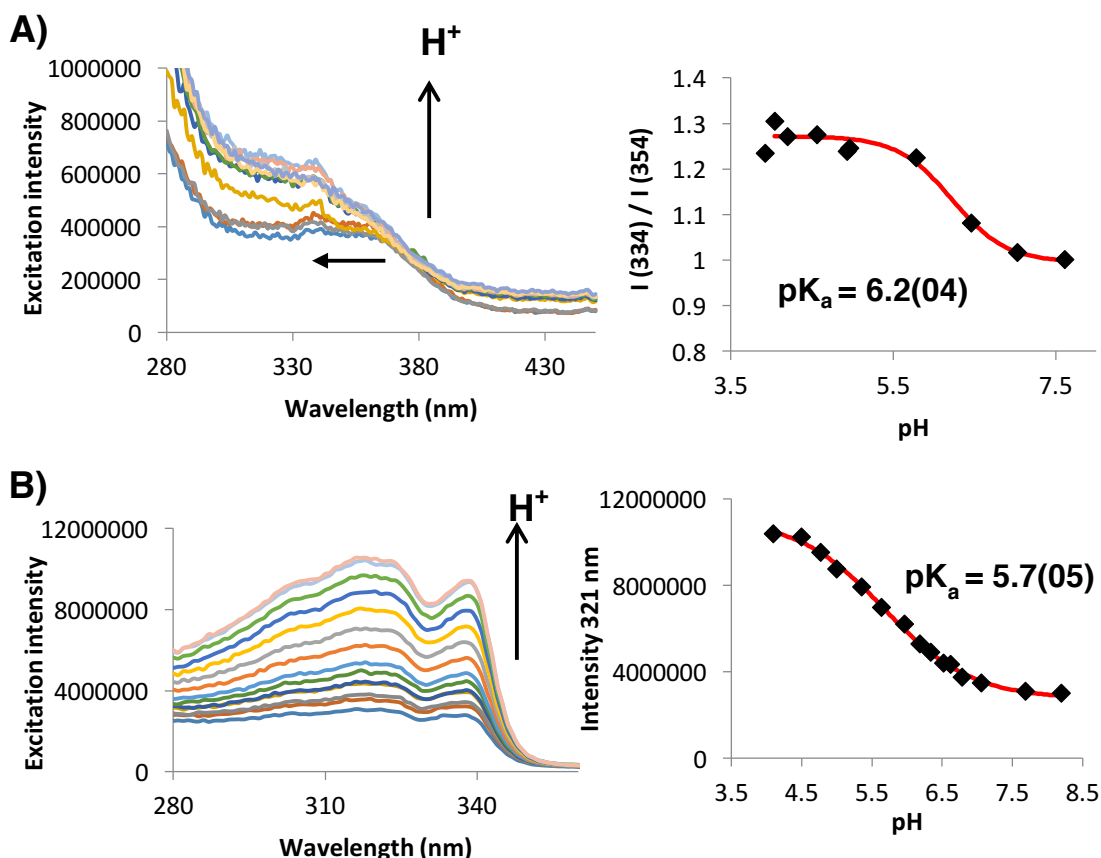 A)
H+
Excitation intensity
1000000
800000
600000
400000
200000
0
280 330 380 430
Wavelength (nm)
I (334) / I (354)
1.4
1.3
1.2
1.1
1
0.9
0.8
pKa = 6.2(04)
3.5 5.5 7.5
pH
B)
H+
Excitation intensity
12000000
8000000
4000000
0
280 310 340
Wavelength (nm)
Intensity 321 nm
12000000
8000000
4000000
0
pKa = 5.7(05)
3.5 4.5 5.5 6.5 7.5 8.5
pH